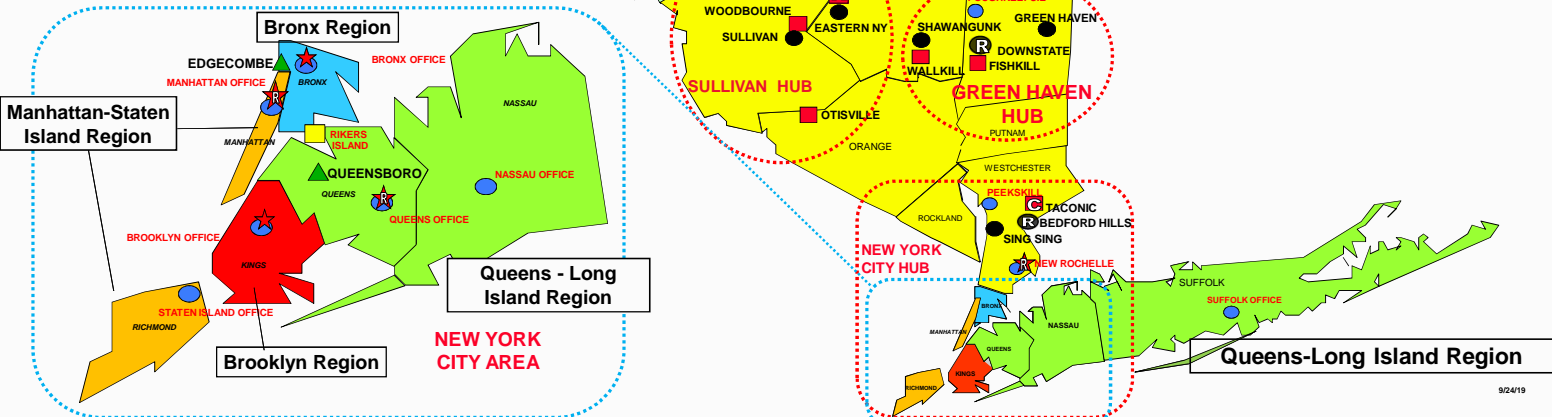 Bronx Region
EDGECOMBE
BRONX OFFICE
MANHATTAN OFFICE
BRONX
NASSAU
Manhattan-Staten
Island Region
MANHATTAN
RIKERS
ISLAND
QUEENSBORO
QUEENS
R
R
NASSAU OFFICE
QUEENS OFFICE
BROOKLYN OFFICE
KINGS
Queens - Long
Island Region
STATEN ISLAND OFFICE
RICHMOND
NEW YORK
CITY AREA
Brooklyn Region
WOODBOURNE
EASTERN NY
SULLIVAN
SHAWANGUNK
GREEN HAVEN
R
DOWNSTATE
WALLKILL
FISHKILL
SULLIVAN HUB
GREEN HAVEN
HUB
OTISVILLE
PUTNAM
ORANGE
WESTCHESTER
PEEKSKILL
C
TACONIC
ROCKLAND
R
BEDFORD HILLS
SING SING
NEW YORK
CITY HUB
R
NEW ROCHELLE
SUFFOLK
SUFFOLK OFFICE
BRONX
NASSAU
MANHATTAN
QUEENS
KINGS
RICHMOND
Queens-Long Island Region
9/24/19